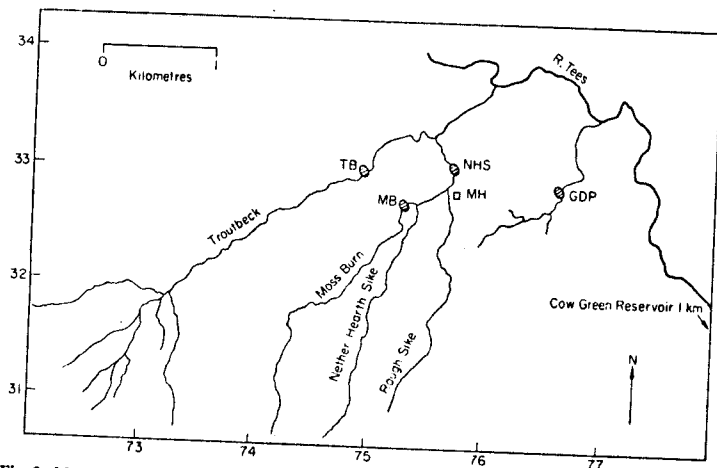 34
33
32
31
0
Kilometres
R. Tees
TB
NHS
MB
MH
GDP
Troutbeck
Moss Burn
Nether Hearth Sike
Rough Sike
Cow Green Reservoir 1 km
N
73
74
75
76
77